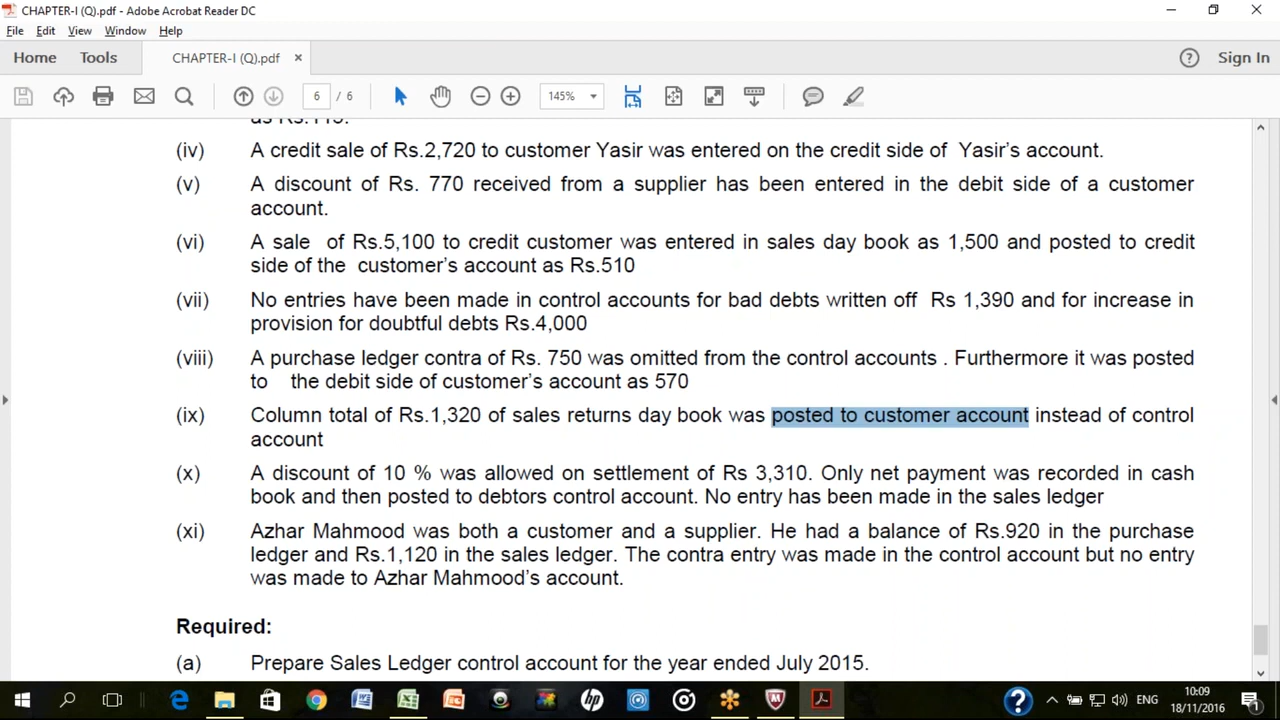 CHAPTER-I (Q).pdf - Adobe Acrobat Reader DC
File Edit View Window Help
Home Tools CHAPTER-I (Q).pdf × Sign In
6 / 6 145%
(iv) A credit sale of Rs.2,720 to customer Yasir was entered on the credit side of Yasir's account.
(v) A discount of Rs. 770 received from a supplier has been entered in the debit side of a customer
account.
(vi) A sale of Rs.5,100 to credit customer was entered in sales day book as 1,500 and posted to credit
side of the customer's account as Rs.510
(vii) No entries have been made in control accounts for bad debts written off Rs 1,390 and for increase in
provision for doubtful debts Rs.4,000
(viii) A purchase ledger contra of Rs. 750 was omitted from the control accounts . Furthermore it was posted
to the debit side of customer's account as 570
(ix) Column total of Rs.1,320 of sales returns day book was posted to customer account instead of control
account
(x) A discount of 10 % was allowed on settlement of Rs 3,310. Only net payment was recorded in cash
book and then posted to debtors control account. No entry has been made in the sales ledger
(xi) Azhar Mahmood was both a customer and a supplier. He had a balance of Rs.920 in the purchase
ledger and Rs.1,120 in the sales ledger. The contra entry was made in the control account but no entry
was made to Azhar Mahmood's account.
Required:
(a) Prepare Sales Ledger control account for the year ended July 2015.
ENG
10:09
18/11/2016